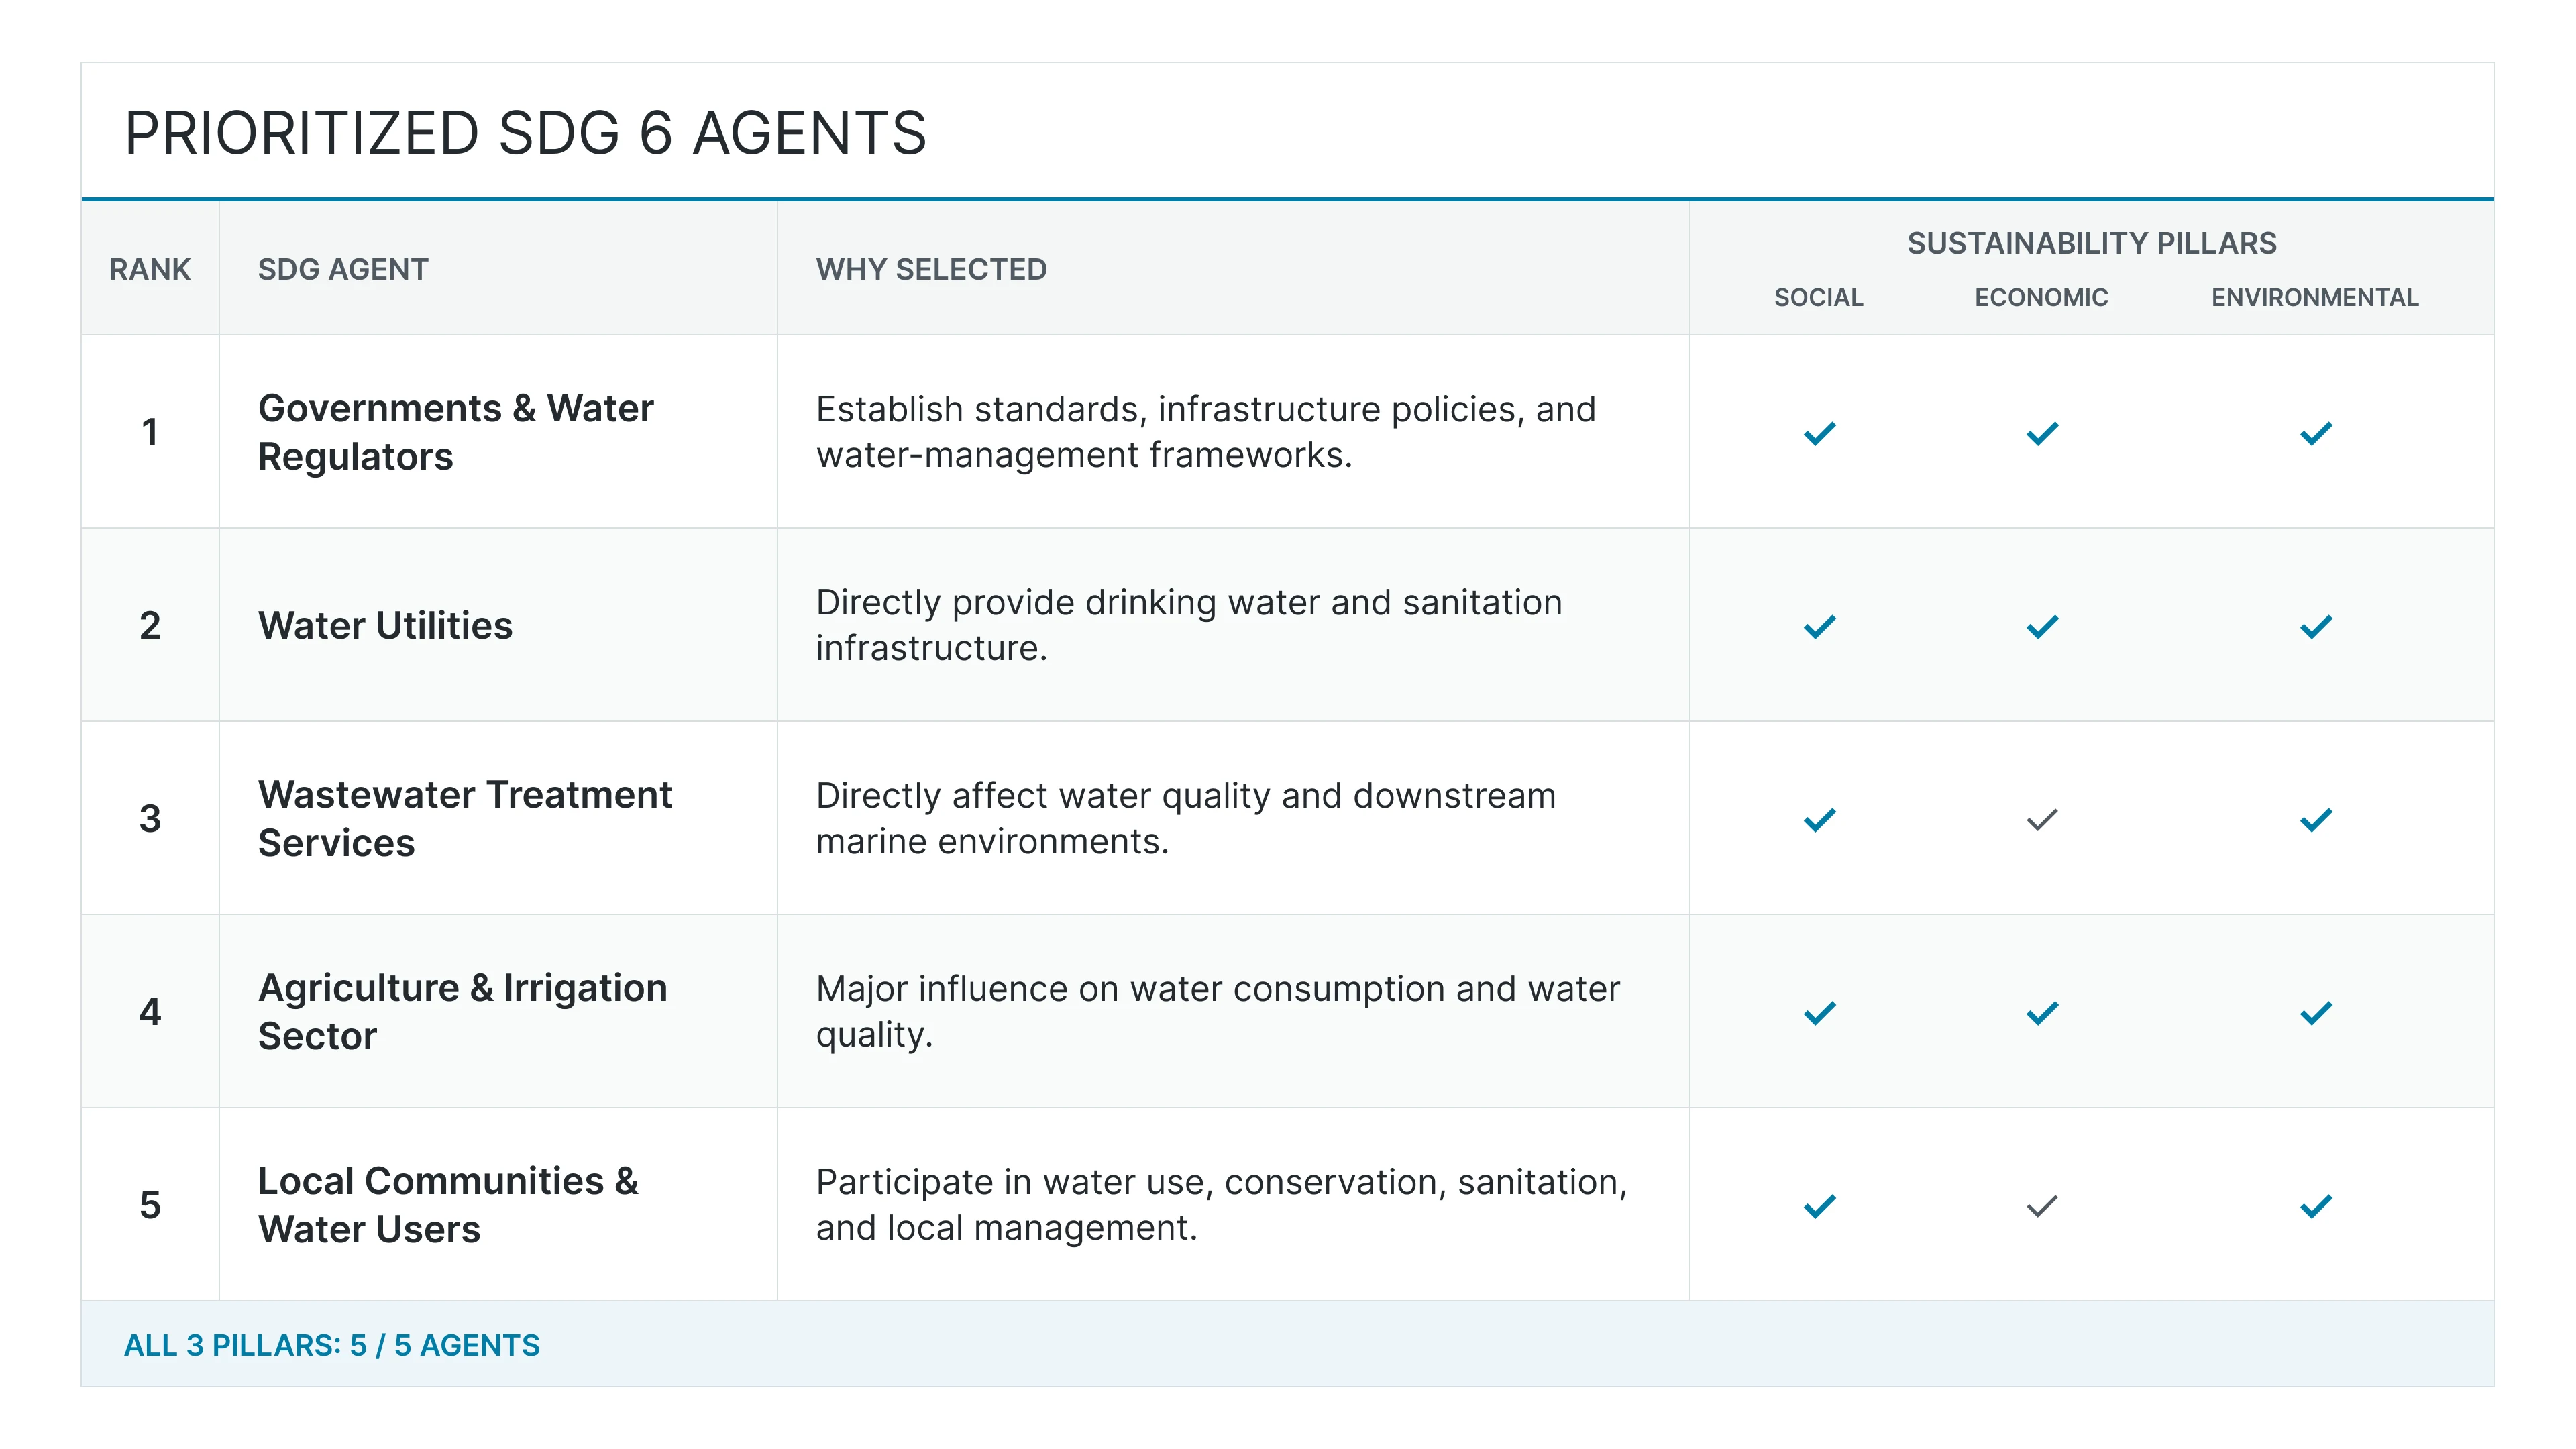 PRIORITIZED SDG 6 AGENTS
RANK
SDG AGENT
WHY SELECTED
SUSTAINABILITY PILLARS
SOCIAL
ECONOMIC
ENVIRONMENTAL
1
Governments & Water
Regulators
Establish standards, infrastructure policies, and
water-management frameworks.
✓ ✓ ✓
2
Water Utilities
Directly provide drinking water and sanitation
infrastructure.
✓ ✓ ✓
3
Wastewater Treatment
Services
Directly affect water quality and downstream
marine environments.
✓ ✓ ✓
4
Agriculture & Irrigation
Sector
Major influence on water consumption and water
quality.
✓ ✓ ✓
5
Local Communities &
Water Users
Participate in water use, conservation, sanitation,
and local management.
✓ ✓ ✓
ALL 3 PILLARS: 5 / 5 AGENTS